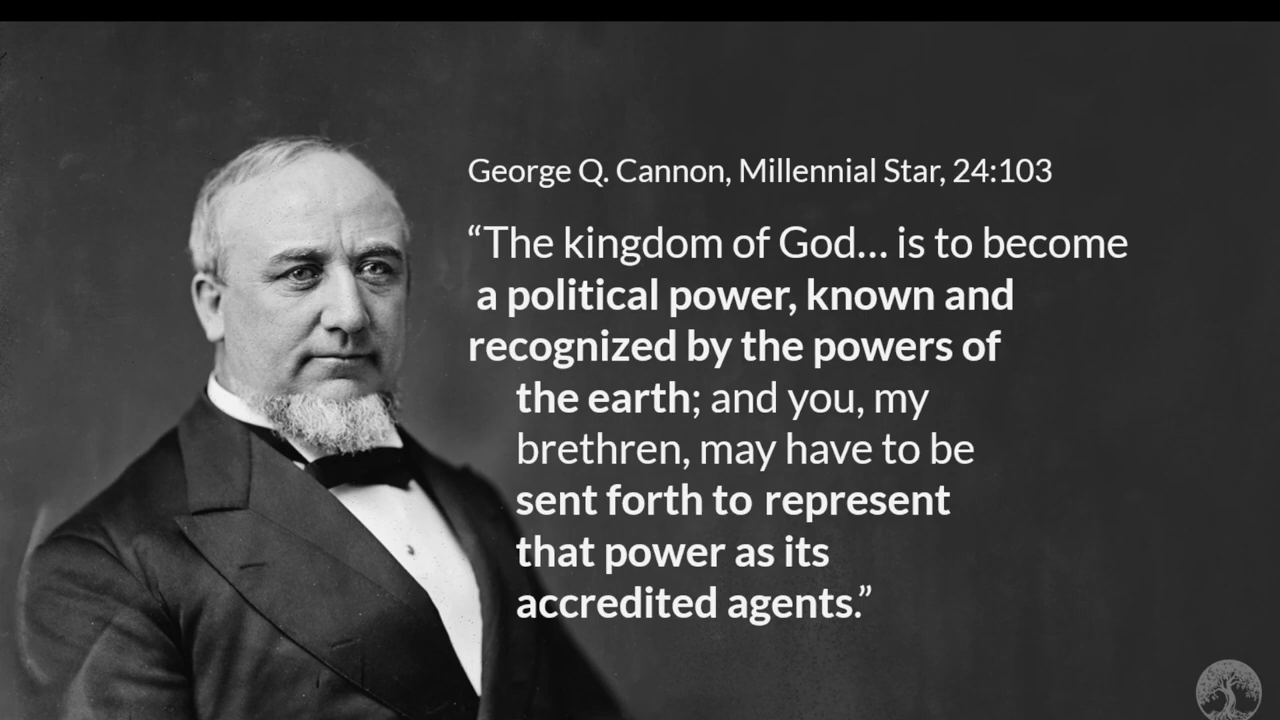 George Q. Cannon, Millennial Star, 24:103
“The kingdom of God... is to become
a political power, known and
recognized by the powers of
the earth; and you, my
brethren, may have to be
sent forth to represent
that power as its
accredited agents.”